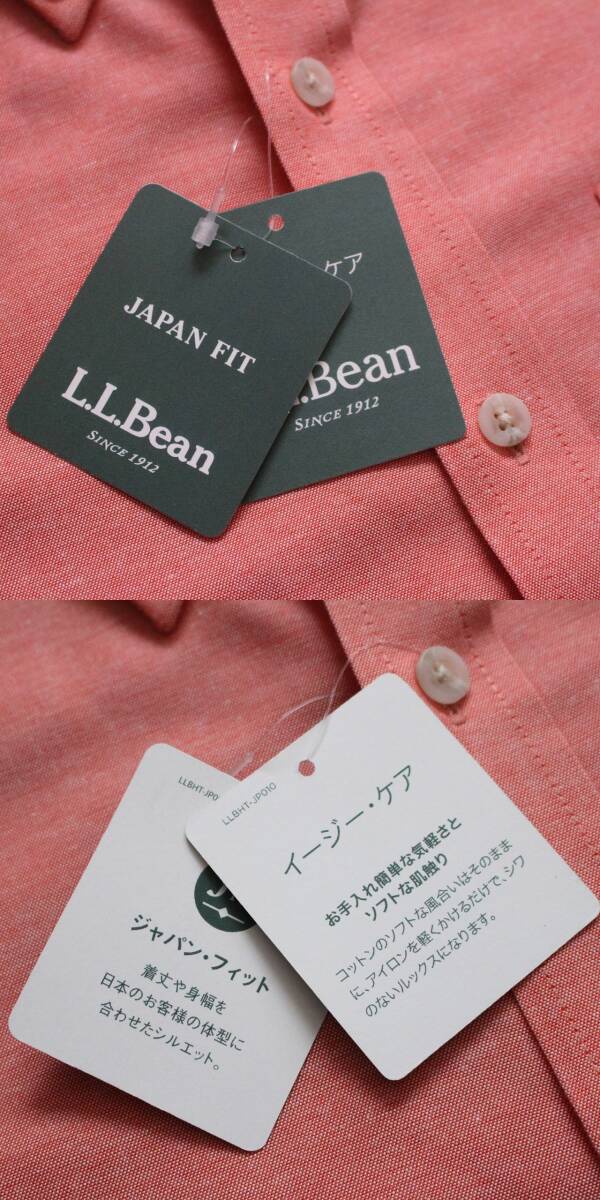 JAPAN FIT
L.L.Bean
SINCE 1912
ケア
.Bean
SINCE 1912
LLBHT-JP0
ジャパン・フィット
着丈や身幅を
日本のお客様の体型に
合わせたシルエット。
LLBHT-JP010
イージー・ケア
お手入れ簡単な気軽さと
ソフトな肌触り
コットンのソフトな風合いはそのまま
に、アイロンを軽くかけるだけで、シワ
のないルックスになります。